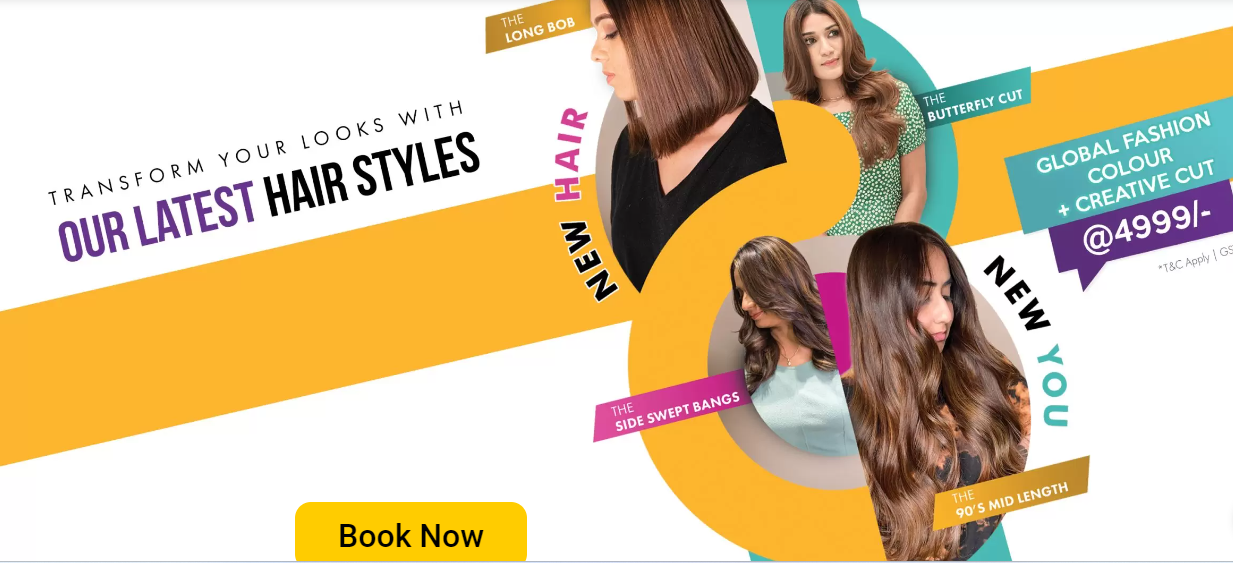 THE
LONG BOB
TRANSFORM YOUR LOOKS WITH
OUR LATEST HAIR STYLES
NEW HAIR
THE
BUTTERFLY CUT
GLOBAL FASHION
COLOUR
+ CREATIVE CUT
@4999/-
*T&C Apply | GS
NEW YOU
THE
SIDE SWEPT BANGS
THE
90'S MID LENGTH
Book Now